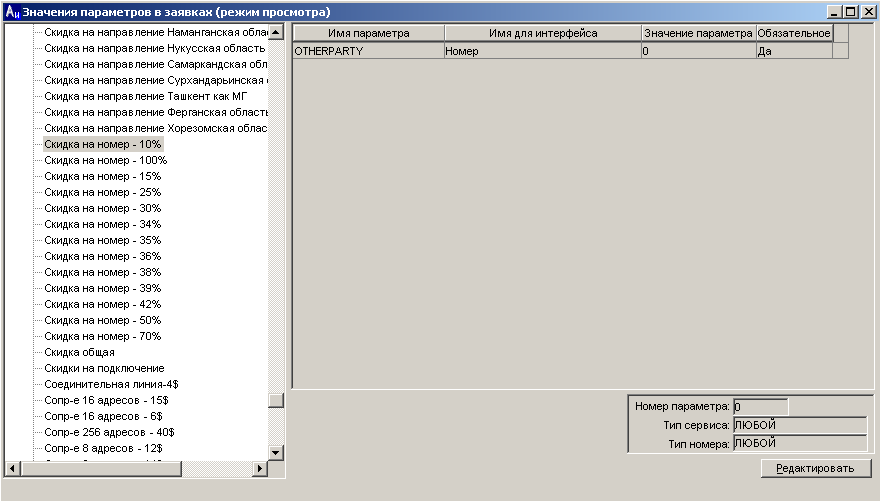 Значения параметров в заявках (режим просмотра)
Скидка на направление Наманганская обла
Скидка на направление Нукусская область
Скидка на направление Самаркандская обл
Скидка на направление Сурхандарьинская
Скидка на направление Ташкент как МГ
Скидка на направление Ферганская область
Скидка на направление Хорезомская облас
Скидка на номер - 10%
Скидка на номер - 100%
Скидка на номер - 15%
Скидка на номер - 25%
Скидка на номер - 30%
Скидка на номер - 34%
Скидка на номер - 35%
Скидка на номер - 36%
Скидка на номер - 38%
Скидка на номер - 39%
Скидка на номер - 42%
Скидка на номер - 50%
Скидка на номер - 70%
Скидка общая
Скидки на подключение
Соединительная линия-4$
Сопр-е 16 адресов - 15$
Сопр-е 16 адресов - 6$
Сопр-е 256 адресов - 40$
Сопр-е 8 адресов - 12$
Имя параметра Имя для интерфейса Значение параметра Обязательное
OTHERPARTY Номер 0 Да
Номер параметра: 0
Тип сервиса: ЛЮБОЙ
Тип номера: ЛЮБОЙ
Редактировать